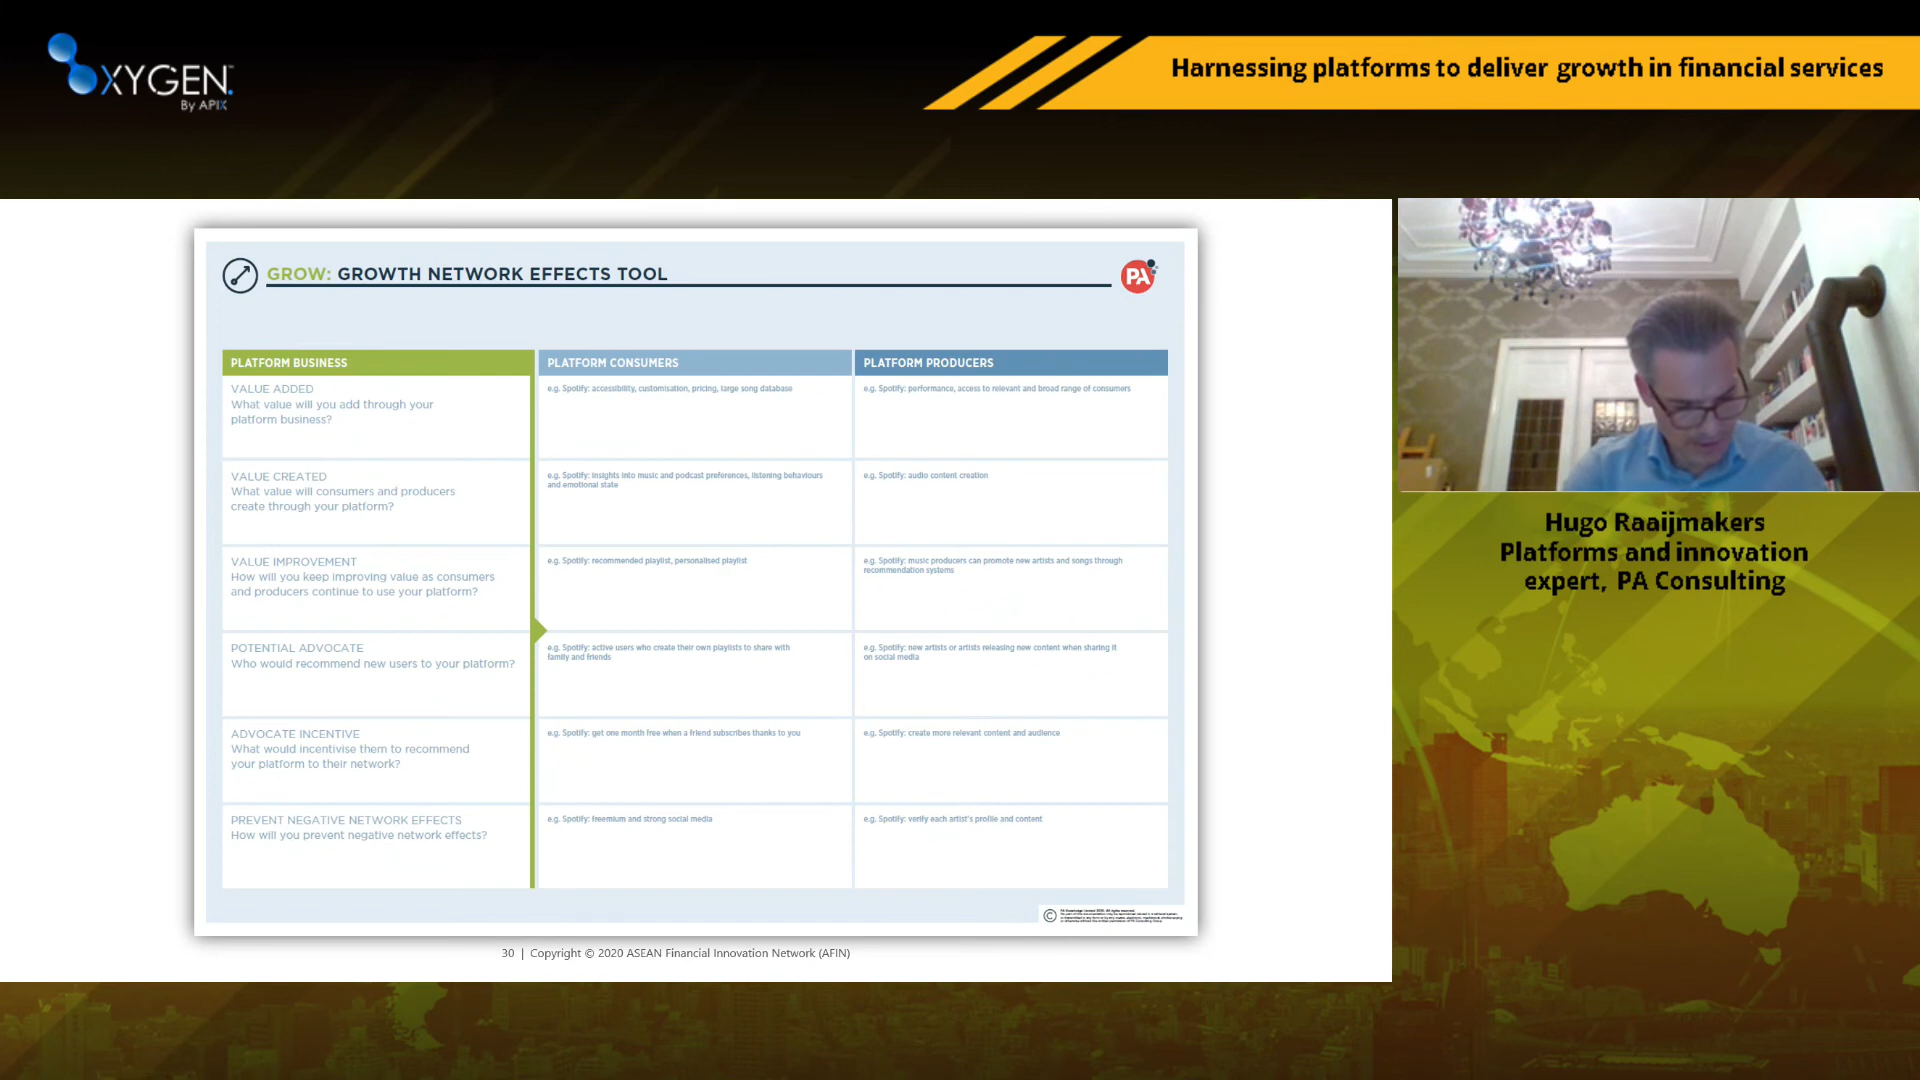 OXYGEN
By APIX
Harnessing platforms to deliver growth in financial services
GROW: GROWTH NETWORK EFFECTS TOOL
PA
PLATFORM BUSINESS
PLATFORM CONSUMERS
PLATFORM PRODUCERS
VALUE ADDED
What value will you add through your
platform business?
e.g. Spotify: accessibility, customisation, pricing, large song database
e.g. Spotify: performance, access to relevant and broad range of consumers
VALUE CREATED
What value will consumers and producers
create through your platform?
e.g. Spotify: insights into music and podcast preferences, listening behaviours
and emotional state
e.g. Spotify: audio content creation
VALUE IMPROVEMENT
How will you keep improving value as consumers
and producers continue to use your platform?
e.g. Spotify: recommended playlist, personalised playlist
e.g. Spotify: music producers can promote new artists and songs through
recommendation systems
POTENTIAL ADVOCATE
Who would recommend new users to your platform?
e.g. Spotify: active users who create their own playlists to share with
family and friends
e.g. Spotify: new artists or artists releasing new content when sharing it
on social media
ADVOCATE INCENTIVE
What would incentivise them to recommend
your platform to their network?
e.g. Spotify: get one month free when a friend subscribes thanks to you
e.g. Spotify: create more relevant content and audience
PREVENT NEGATIVE NETWORK EFFECTS
How will you prevent negative network effects?
e.g. Spotify: freemium and strong social media
e.g. Spotify: verify each artist's profile and content
30 | Copyright © 2020 ASEAN Financial Innovation Network (AFIN)
Hugo Raaijmakers
Platforms and innovation
expert, PA Consulting